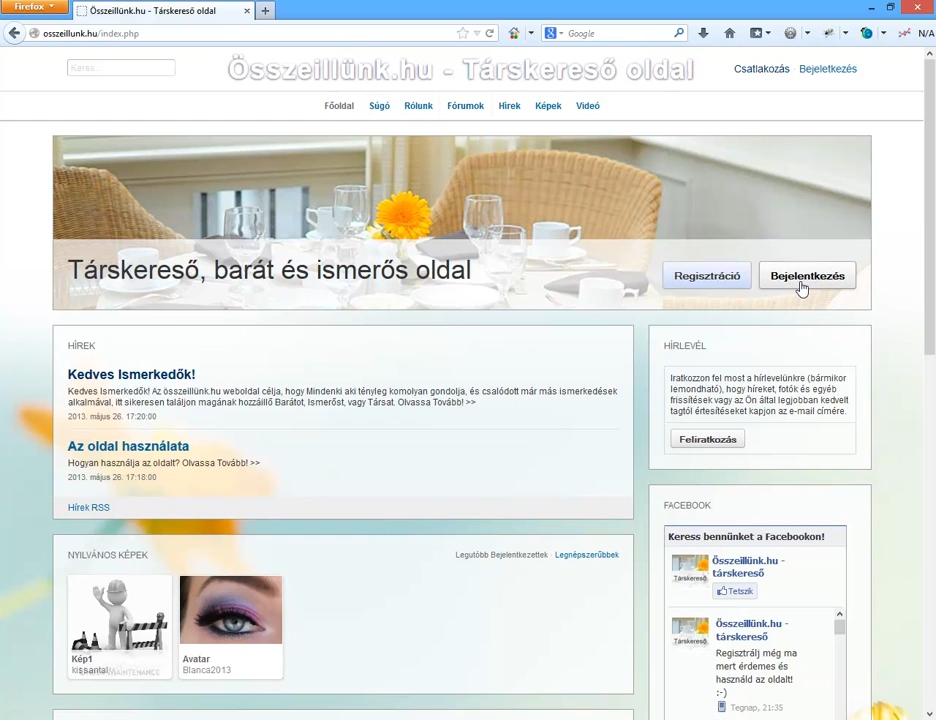 Firefox
Összeillünk.hu - Társkereső oldal
osszeillunk.hu/index.php
Google
N/A
Keres...
Összeillünk.hu - Társkereső oldal
Csatlakozás · Bejeletkezés
Főoldal Súgó Rólunk Fórumok Hírek Képek Videó
Társkereső, barát és ismerős oldal
Regisztráció
Bejelentkezés
HÍREK
Kedves Ismerkedők!
Kedves Ismerkedők! Az összeillünk.hu weboldal célja, hogy Mindenki aki tényleg komolyan gondolja, és csalódott már más ismerkedések
alkalmával, itt sikeresen találjon magának hozzáillő Barátot, Ismerőst, vagy Társat. Olvassa Tovább! >>
2013. május 26. 17:20:00
Az oldal használata
Hogyan használja az oldalt? Olvassa Tovább! >>
2013. május 26. 17:18:00
Hírek RSS
HÍRLEVÉL
Iratkozzon fel most a hírlevelünkre (bármikor
lemondható), hogy híreket, fotók és egyéb
frissítések vagy az Ön által legjobban kedvelt
tagtól értesítéseket kapjon az e-mail címére.
Feliratkozás
NYILVÁNOS KÉPEK
Legutóbb Bejelentkezettek · Legnépszerűbbek
UNDER MAINTENANCE
Kép1
kissantal
Avatar
Blanca2013
FACEBOOK
Keress bennünket a Facebookon!
Társkereső
Összeillünk.hu -
társkereső
Tetszik
Társkereső
Összeillünk.hu -
társkereső
Regisztrálj még ma
mert érdemes és
használd az oldalt!
:-)
Tegnap, 21:35